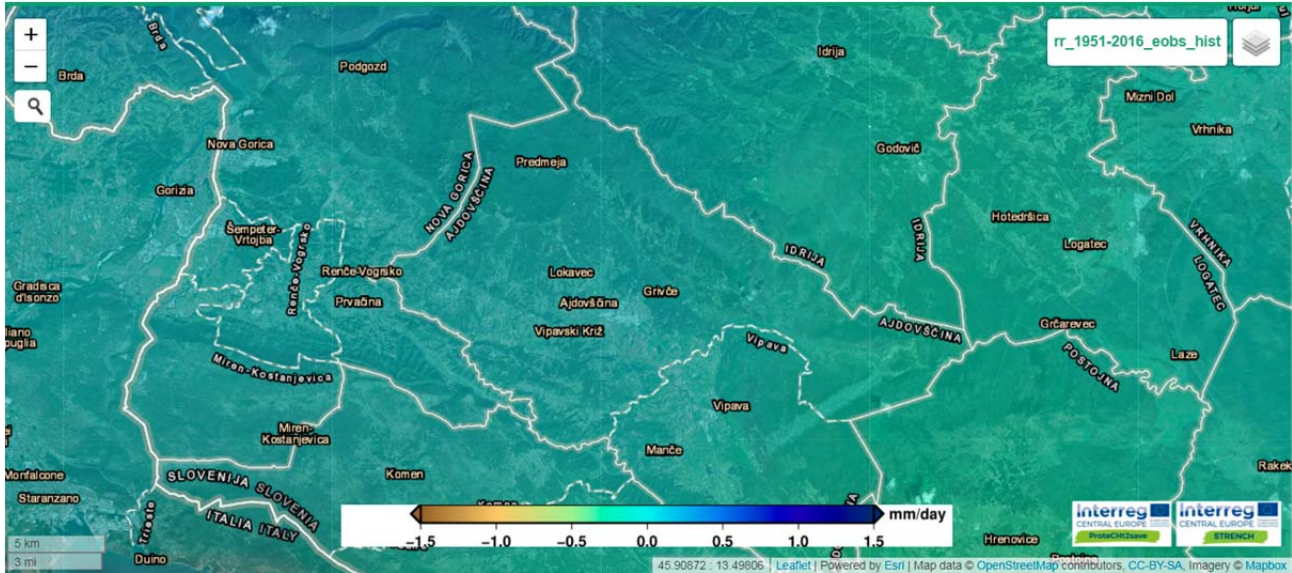 +
−
rr_1951-2016_eobs_hist
Brda
Brda
Podgozd
Idrija
Mizni Dol
Vrhnika
Nova Gorica
Godovič
Predmeja
Gorizia
NOVA GORICA
AJDOVŠČINA
Šempeter-
Vrtojba
Renče-Vogrsko
Hotedršica
Logatec
IDRIJA
IDRIJA
VRHNIKA
LOGATEC
Renče-Vogrsko
Lokavec
Gradisca
d'Isonzo
Grivče
Prvačina
Ajdovščina
Vipavski Križ
AJDOVŠČINA
Grčarevec
Vipava
Laze
POSTOJNA
Miren-Kostanjevica
Vipava
Miren-
Kostanjevica
Manče
Monfalcone
Komen
Rakek
SLOVENIJA SLOVENIA
Staranzano
ITALIA ITALY
Trieste
Duino
Hrenovice
−1.5 −1.0 −0.5 0.0 0.5 1.0 1.5
mm/day
Interreg
CENTRAL EUROPE
ProteCHt2save
Interreg
CENTRAL EUROPE
STRENCH
5 km
3 mi
45.90872 : 13.49806 | Leaflet | Powered by Esri | Map data © OpenStreetMap contributors, CC-BY-SA, Imagery © Mapbox